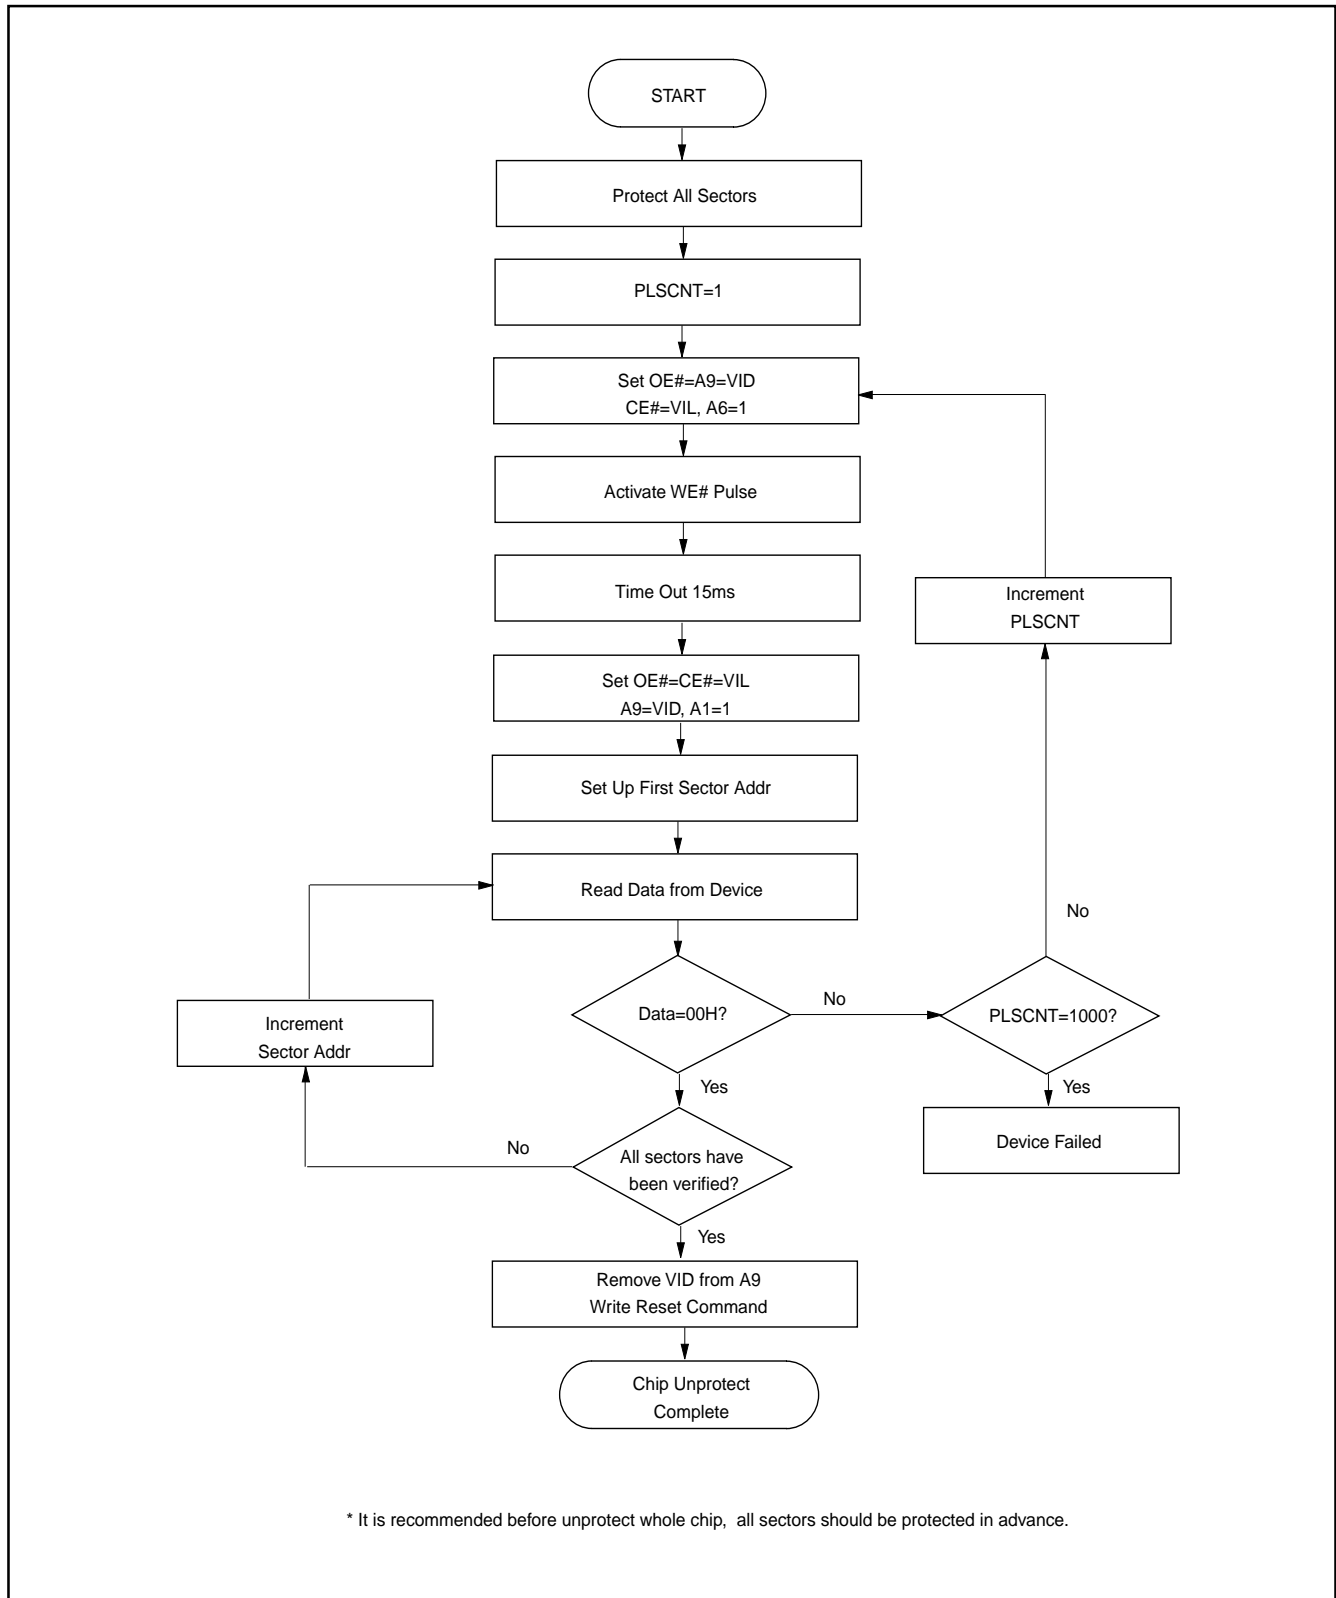 START
Protect All Sectors
PLSCNT=1
Set OE#=A9=VID
CE#=VIL, A6=1
Activate WE# Pulse
Time Out 15ms
Increment
PLSCNT
Set OE#=CE#=VIL
A9=VID, A1=1
Set Up First Sector Addr
Read Data from Device
No
Data=00H?
No
PLSCNT=1000?
Increment
Sector Addr
Yes
Yes
Device Failed
No
All sectors have
been verified?
Yes
Remove VID from A9
Write Reset Command
Chip Unprotect
Complete
* It is recommended before unprotect whole chip, all sectors should be protected in advance.